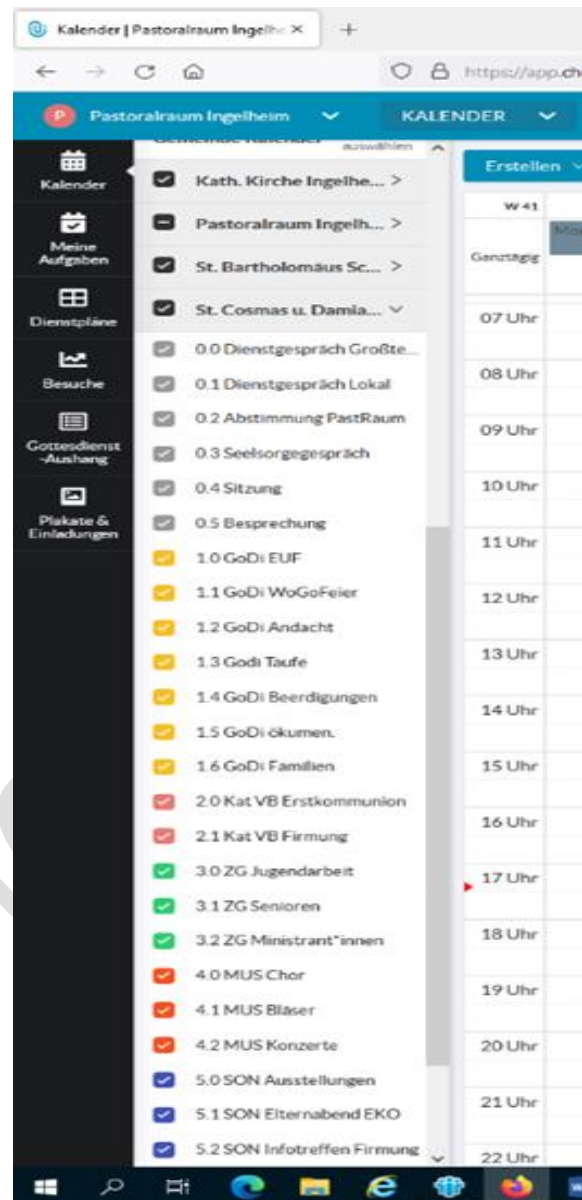 Kalender | Pastoralraum Ingelhe
https://app.ch
P Pastoralraum Ingelheim
KALENDER
Kalender
Meine
Aufgaben
Dienstpläne
Besuche
Gottesdienst
-Aushang
Plakate &
Einladungen
Gemeinde Kalender
auswählen
Kath. Kirche Ingelhe... >
Pastoralraum Ingelh... >
St. Bartholomäus Sc... >
St. Cosmas u. Damia...
0.0 Dienstgespräch Großte...
0.1 Dienstgespräch Lokal
0.2 Abstimmung PastRaum
0.3 Seelsorgegespräch
0.4 Sitzung
0.5 Besprechung
1.0 GoDi EUF
1.1 GoDi WoGoFeier
1.2 GoDi Andacht
1.3 Godi Taufe
1.4 GoDi Beerdigungen
1.5 GoDi ökumen.
1.6 GoDi Familien
2.0 Kat VB Erstkommunion
2.1 Kat VB Firmung
3.0 ZG Jugendarbeit
3.1 ZG Senioren
3.2 ZG Ministrant*innen
4.0 MUS Chor
4.1 MUS Bläser
4.2 MUS Konzerte
5.0 SON Ausstellungen
5.1 SON Elternabend EKO
5.2 SON Infotreffen Firmung
Erstellen
W 41
Ganztägig
07 Uhr
08 Uhr
09 Uhr
10 Uhr
11 Uhr
12 Uhr
13 Uhr
14 Uhr
15 Uhr
16 Uhr
17 Uhr
18 Uhr
19 Uhr
20 Uhr
21 Uhr
22 Uhr